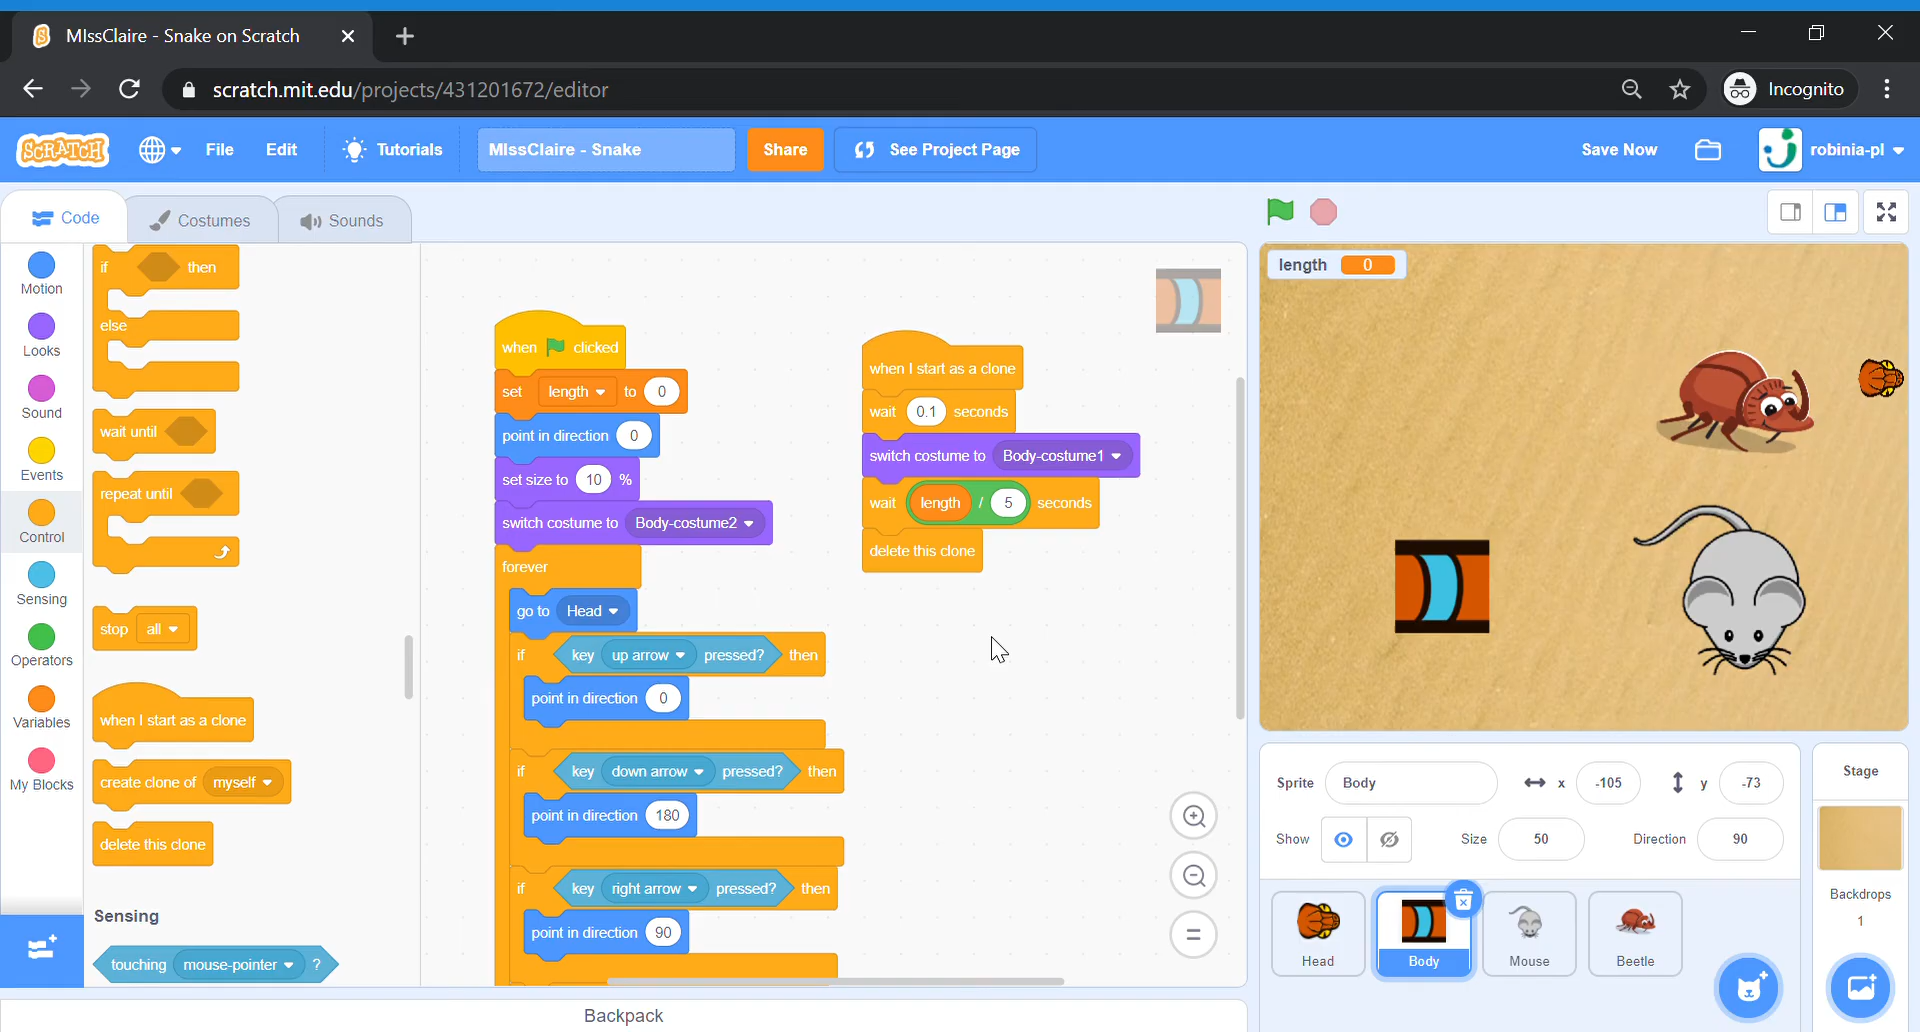 MIssClaire - Snake on Scratch
scratch.mit.edu/projects/431201672/editor
Incognito
SCRATCH
File
Edit
Tutorials
MIssClaire - Snake
Share
See Project Page
Save Now
robinia-pl
Code
Costumes
Sounds
Motion
Looks
Sound
Events
Control
Sensing
Operators
Variables
My Blocks
if then
else
wait until
repeat until
stop all
when I start as a clone
create clone of myself
delete this clone
Sensing
touching mouse-pointer ?
when clicked
set length to 0
point in direction 0
set size to 10 %
switch costume to Body-costume2
forever
go to Head
if key up arrow pressed? then
point in direction 0
if key down arrow pressed? then
point in direction 180
if key right arrow pressed? then
point in direction 90
when I start as a clone
wait 0.1 seconds
switch costume to Body-costume1
wait length / 5 seconds
delete this clone
length 0
Sprite Body x -105 y -73
Show Size 50 Direction 90
Head
Body
Mouse
Beetle
Stage
Backdrops
1
Backpack